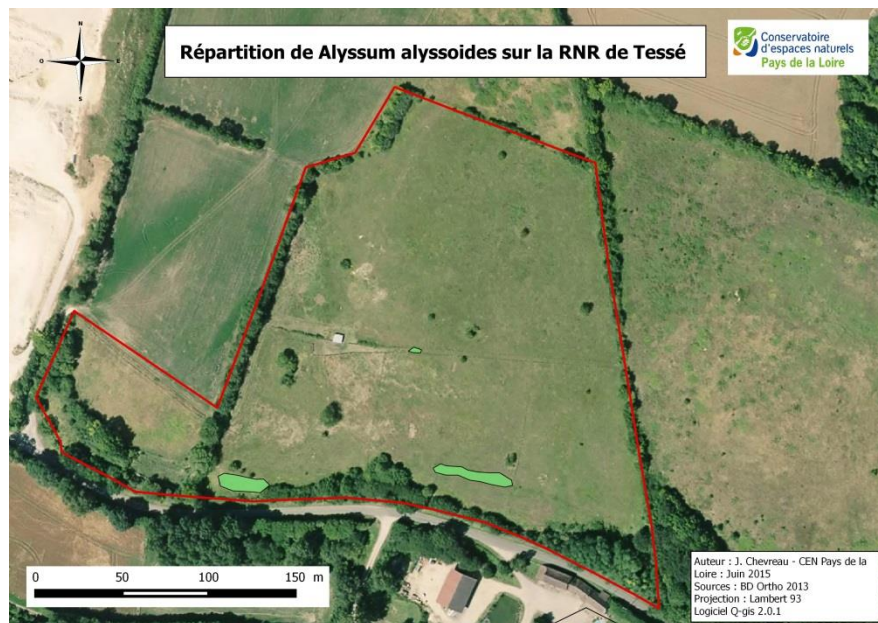 Répartition de Alyssum alyssoides sur la RNR de Tessé
Conservatoire
d'espaces naturels
Pays de la Loire
N
O E
S
0 50 100 150 m
Auteur : J. Chevreau - CEN Pays de la
Loire : Juin 2015
Sources : BD Ortho 2013
Projection : Lambert 93
Logiciel Q-gis 2.0.1